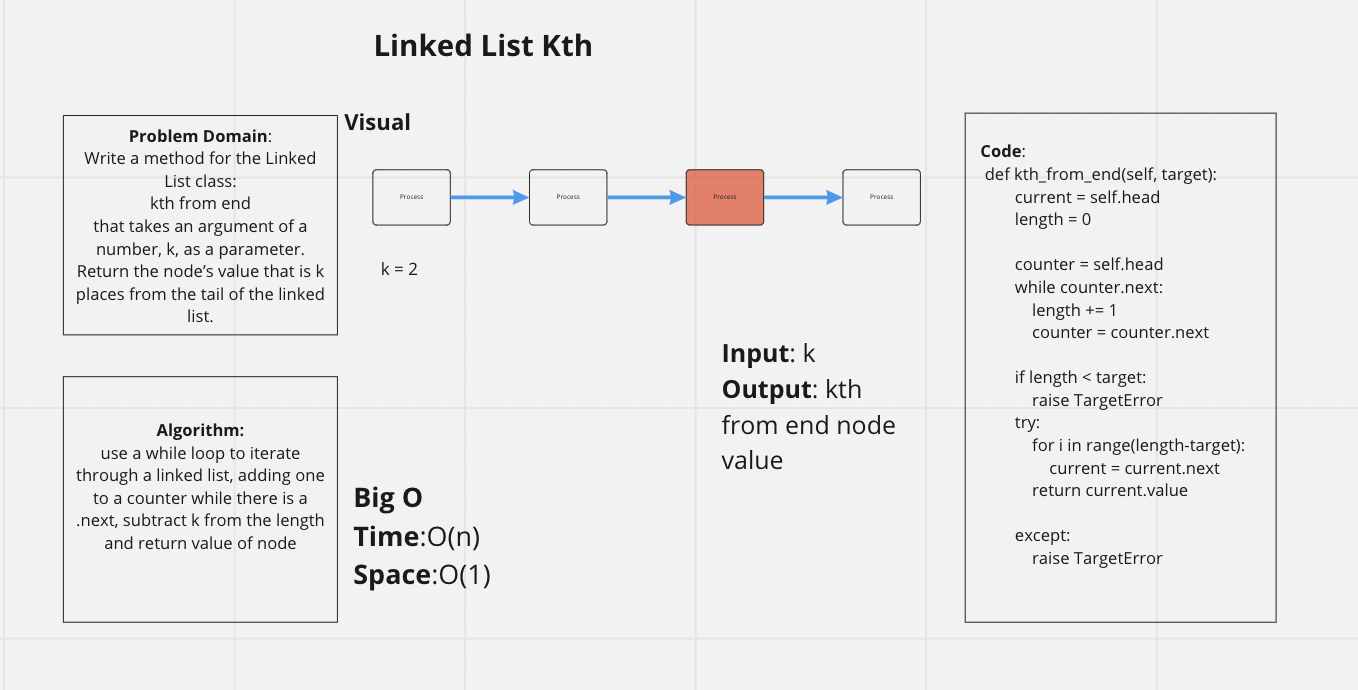 Linked List Kth
Problem Domain:
Write a method for the Linked
List class:
kth from end
that takes an argument of a
number, k, as a parameter.
Return the node’s value that is k
places from the tail of the linked
list.
Visual
Process
Process
Process
Process
k = 2
Input: k
Output: kth
from end node
value
Algorithm:
use a while loop to iterate
through a linked list, adding one
to a counter while there is a
.next, subtract k from the length
and return value of node
Big O
Time:O(n)
Space:O(1)
Code:
def kth_from_end(self, target):
current = self.head
length = 0
counter = self.head
while counter.next:
length += 1
counter = counter.next
if length < target:
raise TargetError
try:
for i in range(length-target):
current = current.next
return current.value
except:
raise TargetError